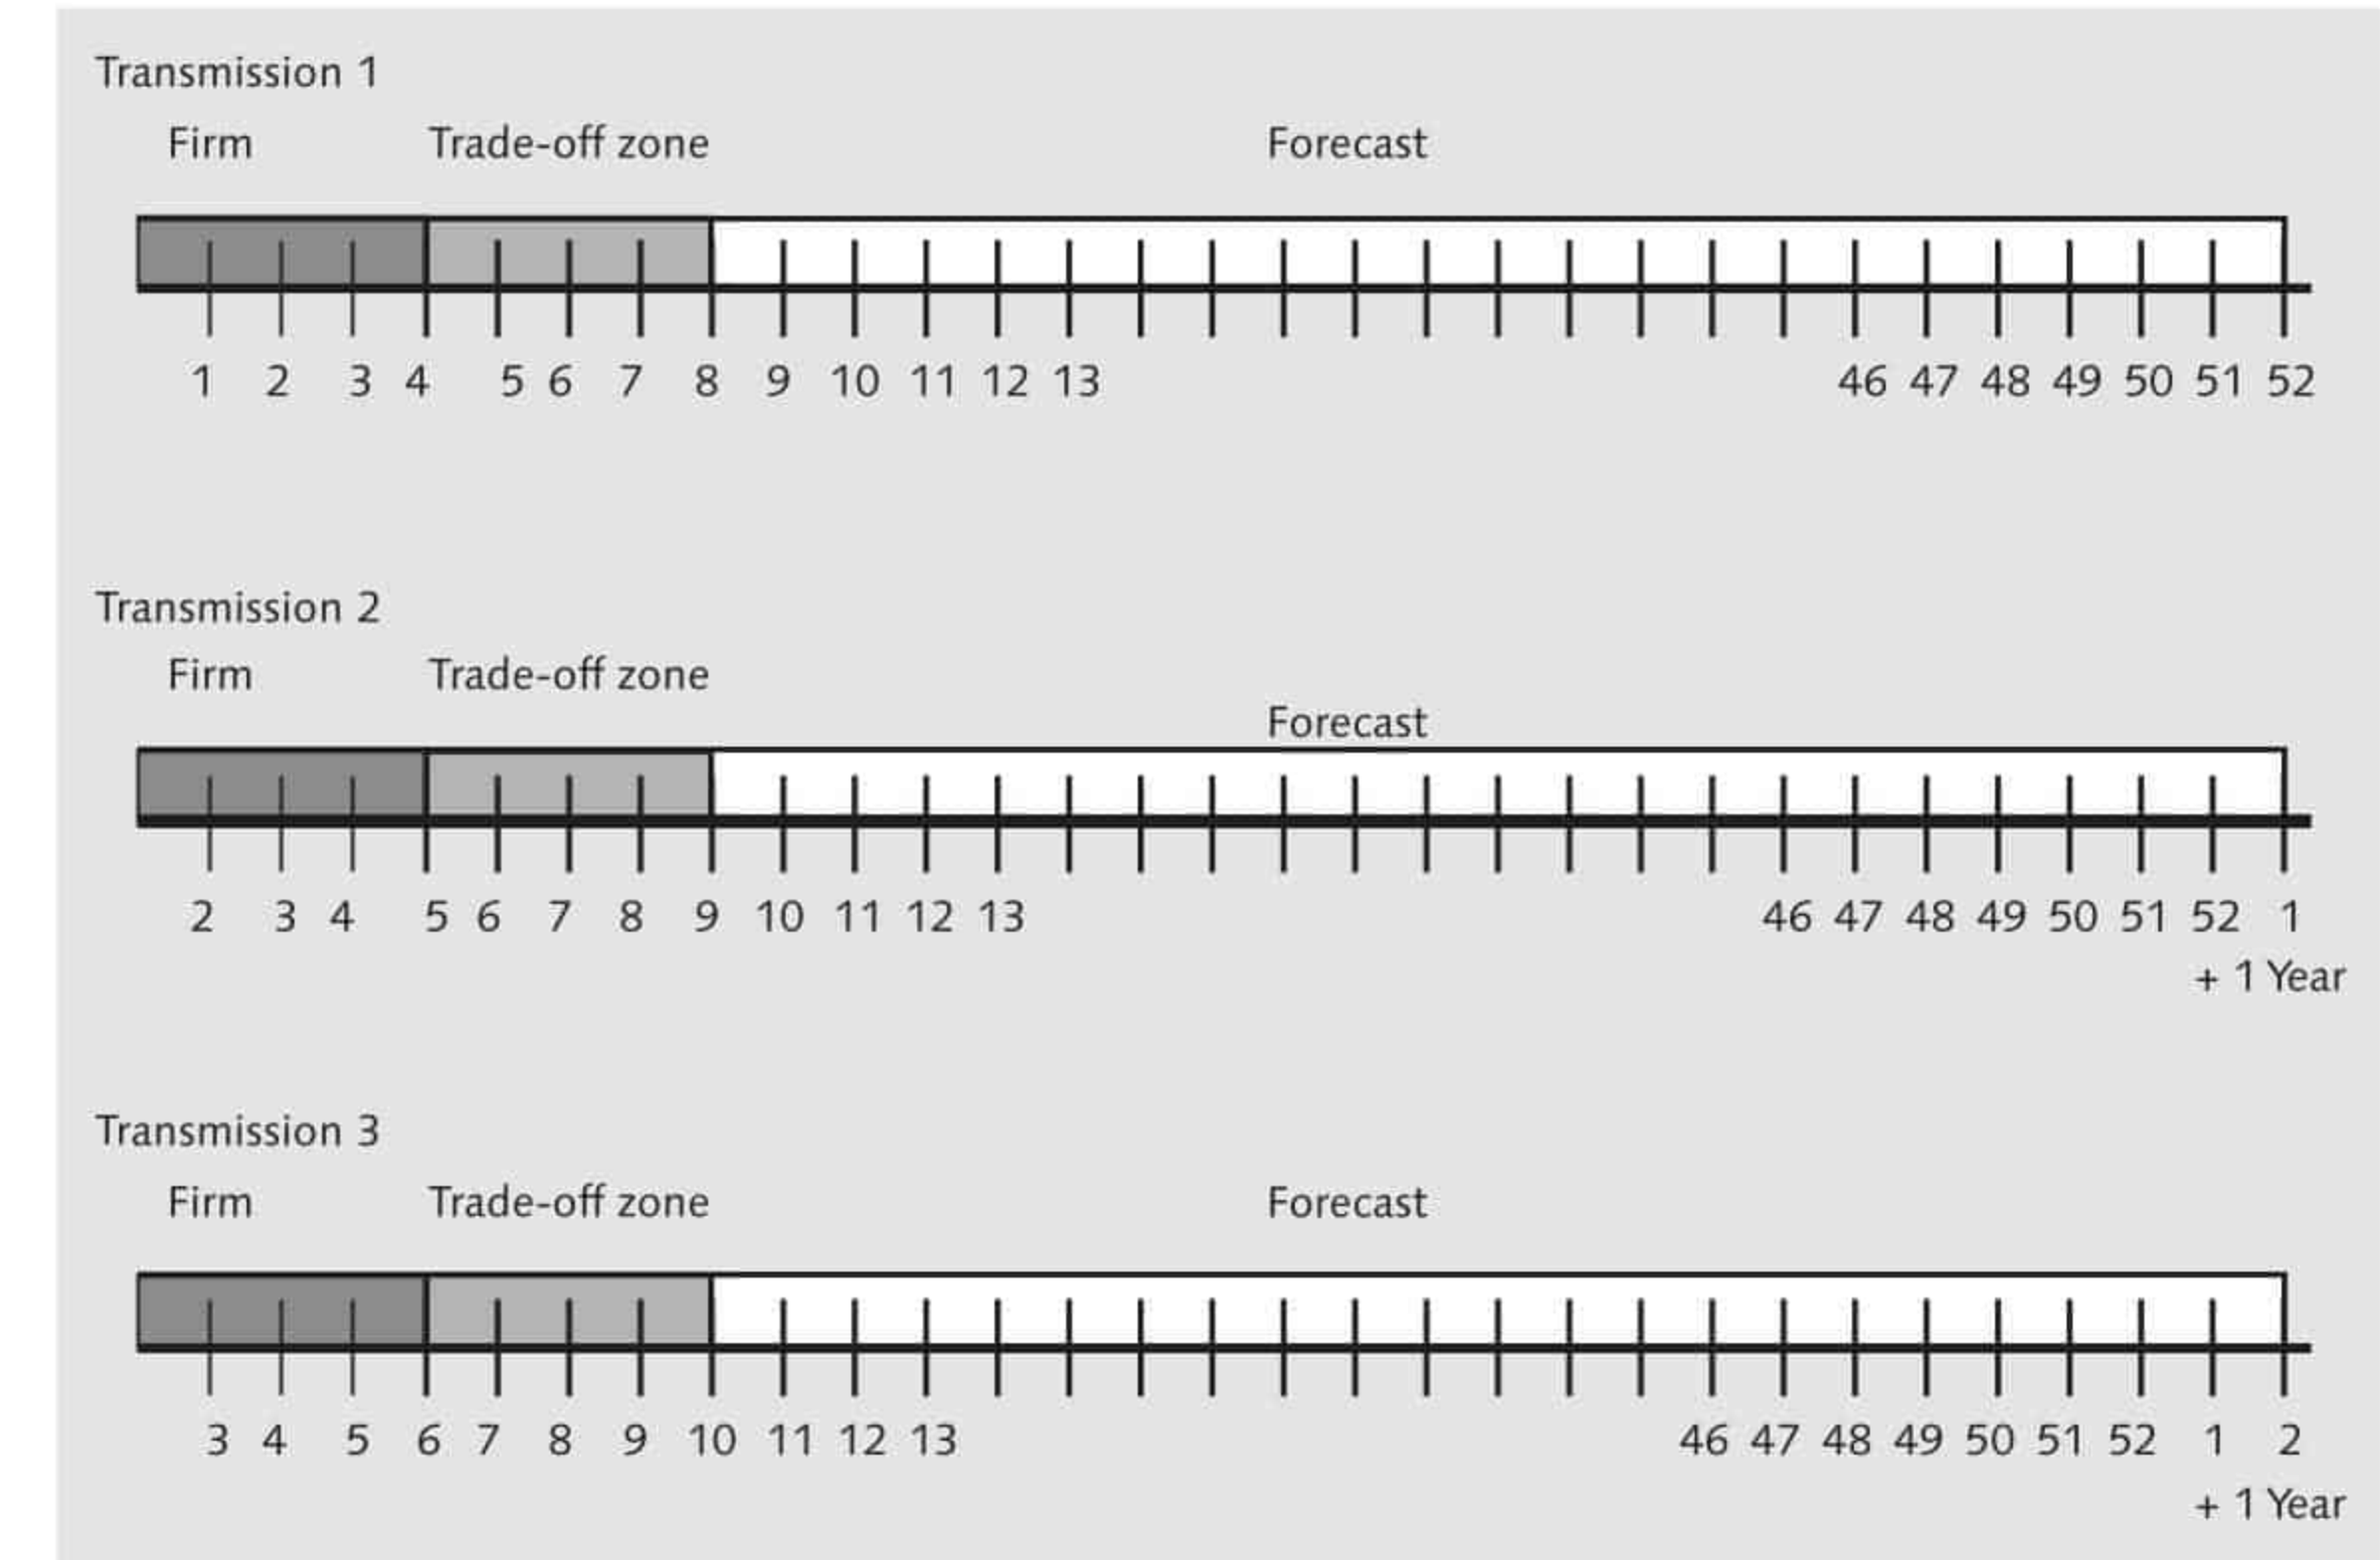 Transmission 1
Firm Trade-off zone Forecast
1 2 3 4 5 6 7 8 9 10 11 12 13 46 47 48 49 50 51 52
Transmission 2
Firm Trade-off zone
Forecast
2 3 4 5 6 7 8 9 10 11 12 13 46 47 48 49 50 51 52 1
+ 1 Year
Transmission 3
Firm Trade-off zone Forecast
3 4 5 6 7 8 9 10 11 12 13 46 47 48 49 50 51 52 1 2
+ 1 Year